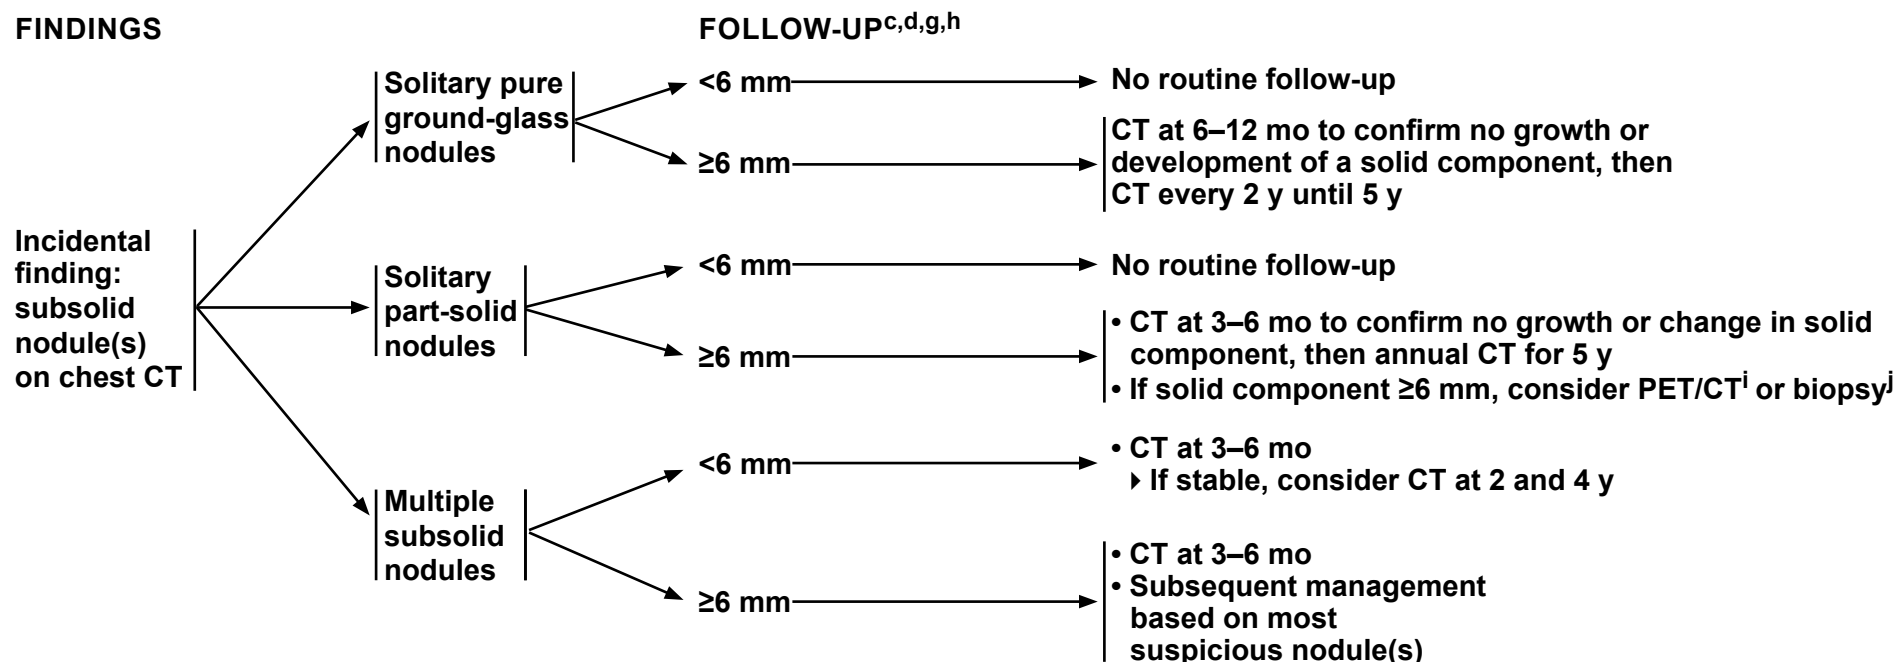 FINDINGS
FOLLOW-UPc,d,g,h
Incidental
finding:
subsolid
nodule(s)
on chest CT
Solitary pure
ground-glass
nodules
<6 mm
No routine follow-up
≥6 mm
CT at 6–12 mo to confirm no growth or
development of a solid component, then
CT every 2 y until 5 y
Solitary
part-solid
nodules
<6 mm
No routine follow-up
≥6 mm
• CT at 3–6 mo to confirm no growth or change in solid
component, then annual CT for 5 y
• If solid component ≥6 mm, consider PET/CTi or biopsyj
Multiple
subsolid
nodules
<6 mm
• CT at 3–6 mo
▸ If stable, consider CT at 2 and 4 y
≥6 mm
• CT at 3–6 mo
• Subsequent management
based on most
suspicious nodule(s)